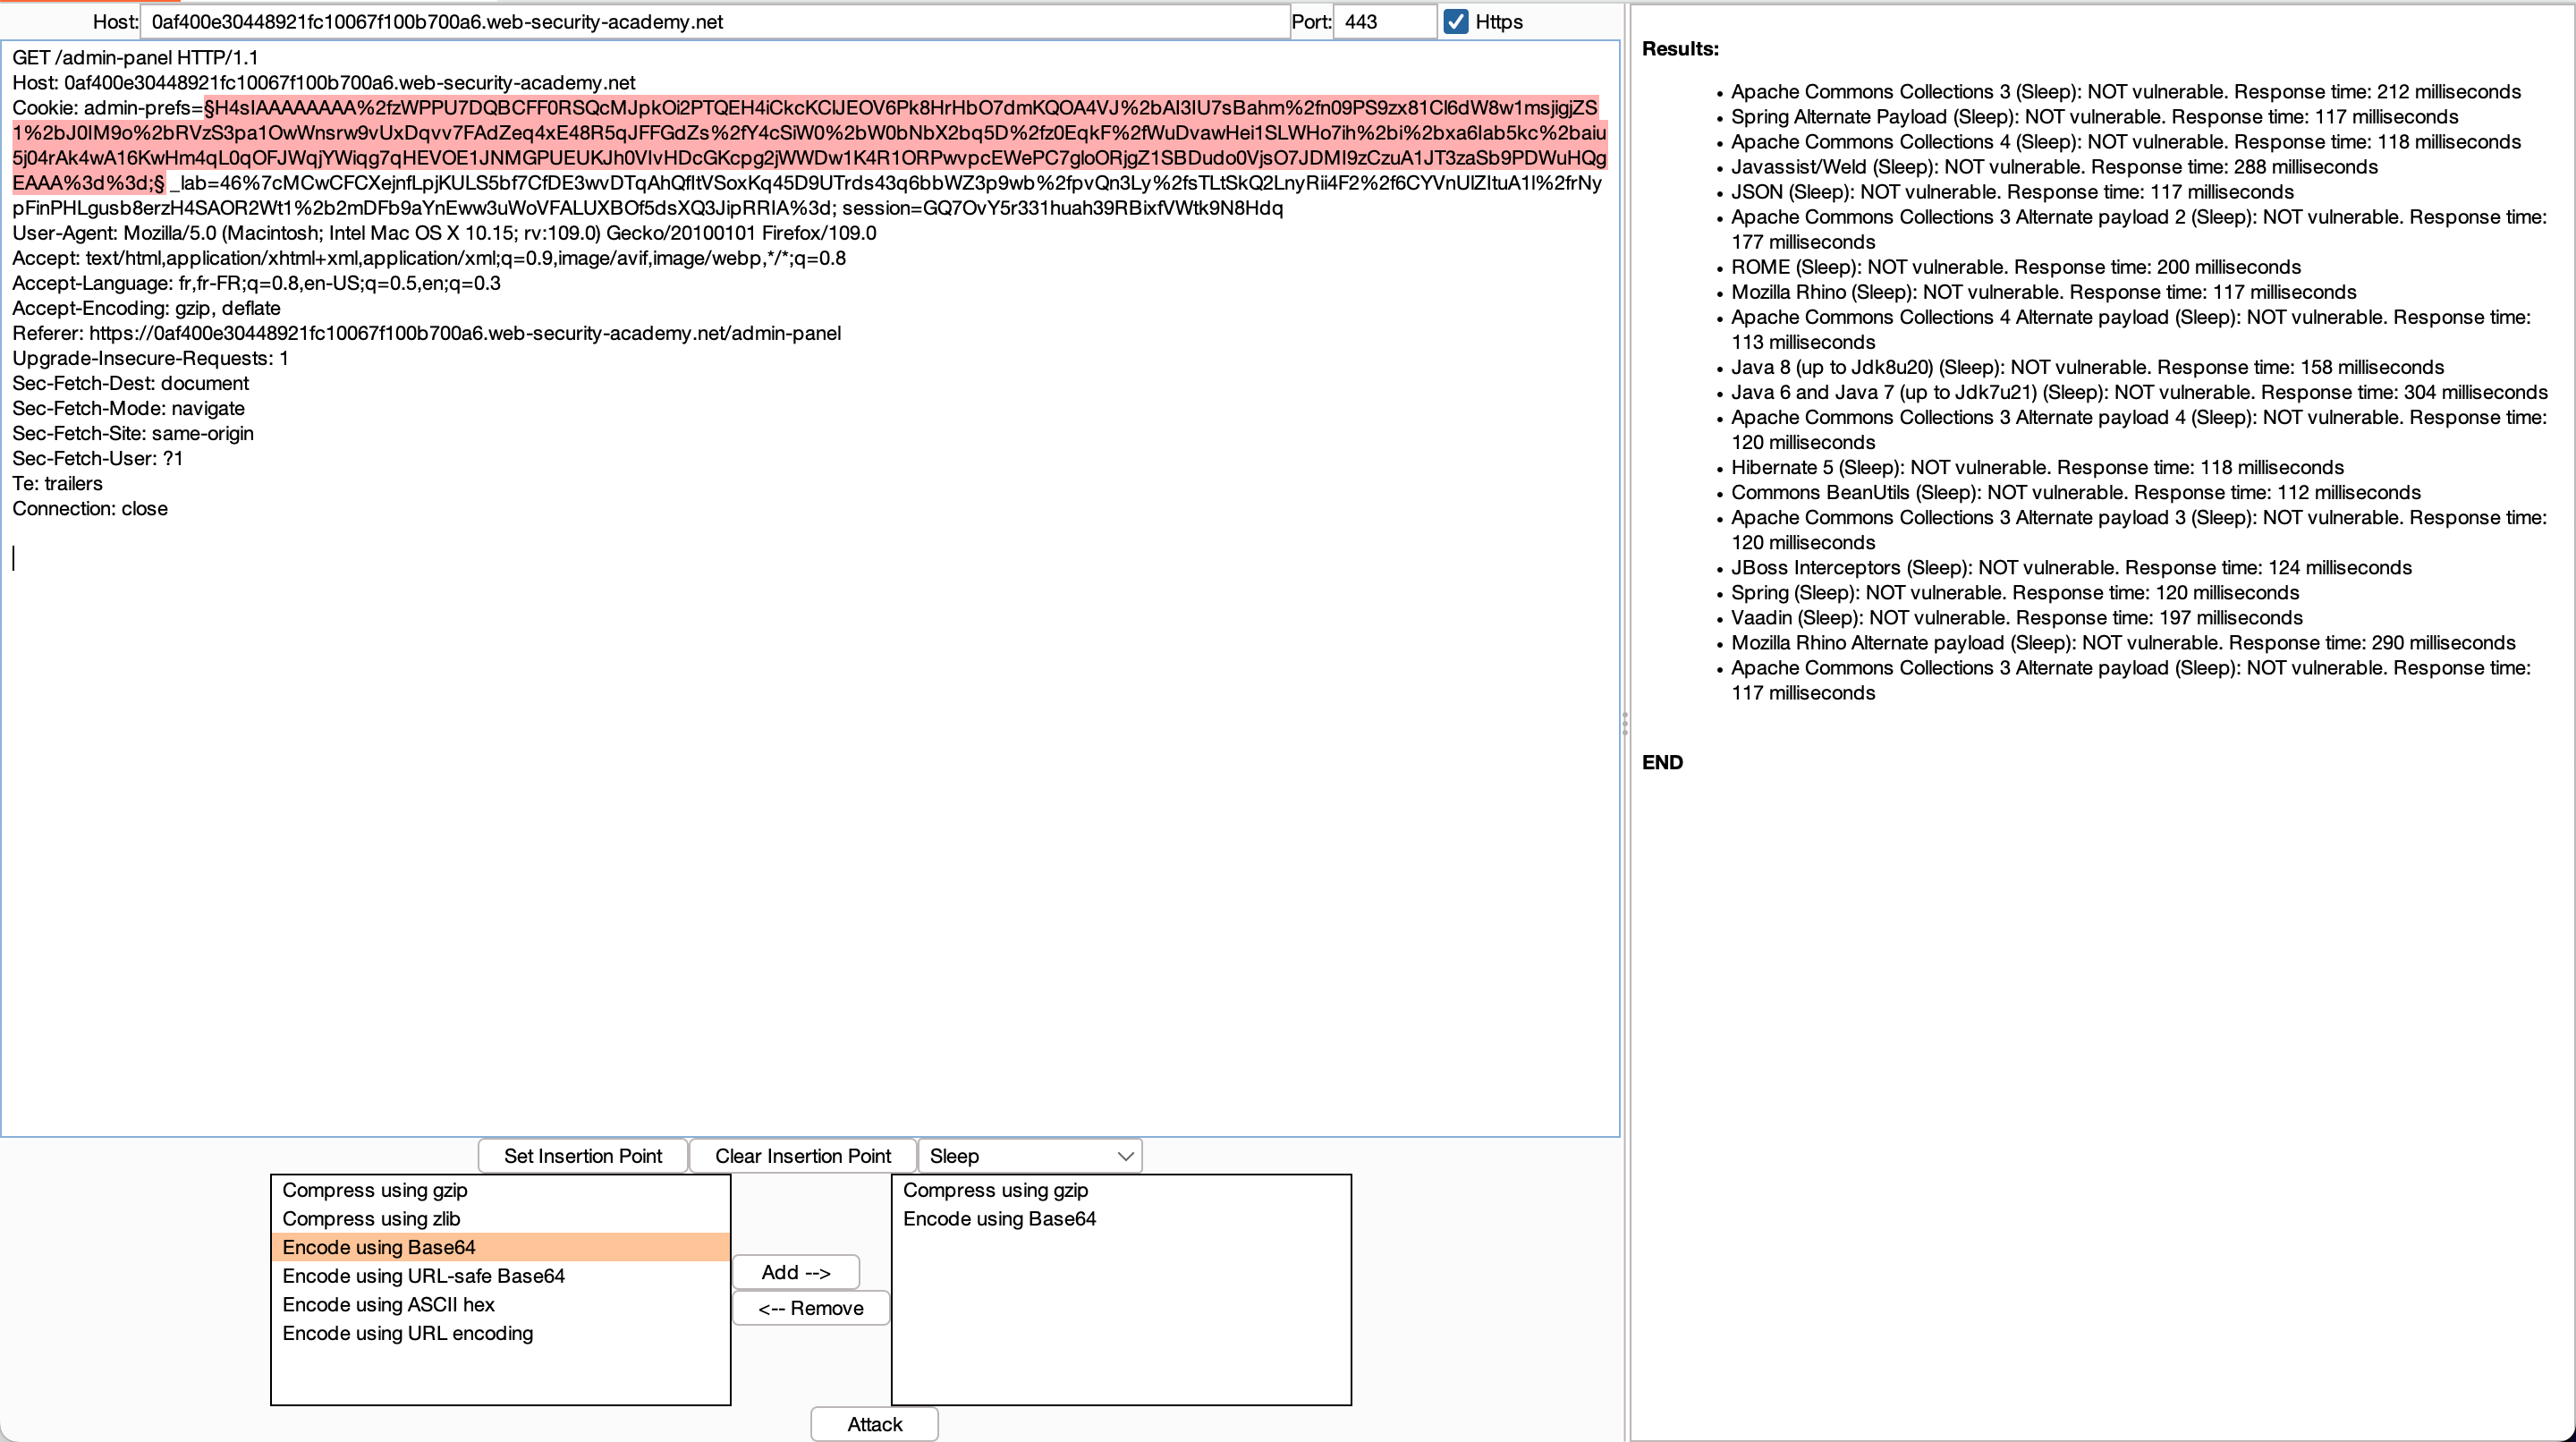 Host: 0af400e30448921fc10067f100b700a6.web-security-academy.net Port: 443 Https
GET /admin-panel HTTP/1.1
Host: 0af400e30448921fc10067f100b700a6.web-security-academy.net
Cookie: admin-prefs=§H4sIAAAAAAAA%2fzWPPU7DQBCFF0RSQcMJpkOi2PTQEH4iCkcKClJEOV6Pk8HrHbO7dmKQOA4VJ%2bAI3IU7sBahm%2fn09PS9zx81Cl6dW8w1msjigjZS
1%2bJ0IM9o%2bRVzS3pa1OwWnsrw9vUxDqvv7FAdZeq4xE48R5qJFFGdZs%2fY4cSiW0%2bW0bNbX2bq5D%2fz0EqkF%2fWuDvawHei1SLWHo7ih%2bi%2bxa6lab5kc%2baiu
5j04rAk4wA16KwHm4qL0qOFJWqjYWiqg7qHEVOE1JNMGPUEUKJh0VIvHDcGKcpg2jWWDw1K4R1ORPwvpcEWePC7gloORjgZ1SBDudo0VjsO7JDMI9zCzuA1JT3zaSb9PDWuHQg
EAAA%3d%3d;§ _lab=46%7cMCwCFCXejnfLpjKULS5bf7CfDE3wvDTqAhQfItVSoxKq45D9UTrds43q6bbWZ3p9wb%2fpvQn3Ly%2fsTLtSkQ2LnyRii4F2%2f6CYVnUlZItuA1l%2frNy
pFinPHLgusb8erzH4SAOR2Wt1%2b2mDFb9aYnEww3uWoVFALUXBOf5dsXQ3JipRRIA%3d; session=GQ7OvY5r331huah39RBixfVWtk9N8Hdq
User-Agent: Mozilla/5.0 (Macintosh; Intel Mac OS X 10.15; rv:109.0) Gecko/20100101 Firefox/109.0
Accept: text/html,application/xhtml+xml,application/xml;q=0.9,image/avif,image/webp,*/*;q=0.8
Accept-Language: fr,fr-FR;q=0.8,en-US;q=0.5,en;q=0.3
Accept-Encoding: gzip, deflate
Referer: https://0af400e30448921fc10067f100b700a6.web-security-academy.net/admin-panel
Upgrade-Insecure-Requests: 1
Sec-Fetch-Dest: document
Sec-Fetch-Mode: navigate
Sec-Fetch-Site: same-origin
Sec-Fetch-User: ?1
Te: trailers
Connection: close
Set Insertion Point Clear Insertion Point Sleep
Compress using gzip
Compress using zlib
Encode using Base64
Encode using URL-safe Base64
Encode using ASCII hex
Encode using URL encoding
Add -->
<-- Remove
Compress using gzip
Encode using Base64
Attack
Results:
• Apache Commons Collections 3 (Sleep): NOT vulnerable. Response time: 212 milliseconds
• Spring Alternate Payload (Sleep): NOT vulnerable. Response time: 117 milliseconds
• Apache Commons Collections 4 (Sleep): NOT vulnerable. Response time: 118 milliseconds
• Javassist/Weld (Sleep): NOT vulnerable. Response time: 288 milliseconds
• JSON (Sleep): NOT vulnerable. Response time: 117 milliseconds
• Apache Commons Collections 3 Alternate payload 2 (Sleep): NOT vulnerable. Response time:
177 milliseconds
• ROME (Sleep): NOT vulnerable. Response time: 200 milliseconds
• Mozilla Rhino (Sleep): NOT vulnerable. Response time: 117 milliseconds
• Apache Commons Collections 4 Alternate payload (Sleep): NOT vulnerable. Response time:
113 milliseconds
• Java 8 (up to Jdk8u20) (Sleep): NOT vulnerable. Response time: 158 milliseconds
• Java 6 and Java 7 (up to Jdk7u21) (Sleep): NOT vulnerable. Response time: 304 milliseconds
• Apache Commons Collections 3 Alternate payload 4 (Sleep): NOT vulnerable. Response time:
120 milliseconds
• Hibernate 5 (Sleep): NOT vulnerable. Response time: 118 milliseconds
• Commons BeanUtils (Sleep): NOT vulnerable. Response time: 112 milliseconds
• Apache Commons Collections 3 Alternate payload 3 (Sleep): NOT vulnerable. Response time:
120 milliseconds
• JBoss Interceptors (Sleep): NOT vulnerable. Response time: 124 milliseconds
• Spring (Sleep): NOT vulnerable. Response time: 120 milliseconds
• Vaadin (Sleep): NOT vulnerable. Response time: 197 milliseconds
• Mozilla Rhino Alternate payload (Sleep): NOT vulnerable. Response time: 290 milliseconds
• Apache Commons Collections 3 Alternate payload (Sleep): NOT vulnerable. Response time:
117 milliseconds
END